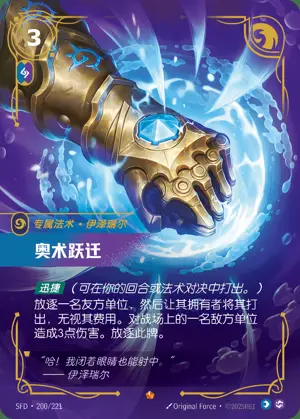 3
专属法术 • 伊泽瑞尔
奥术跃迁
迅捷（可在你的回合或法术对决中打出。）
放逐一名友方单位，然后让其拥有者将其打
出，无视其费用。对战场上的一名敌方单位
造成3点伤害。放逐此牌。
“哈！我闭着眼睛也能射中。”
—— 伊泽瑞尔
SFD • 200/221
Original Force • ©2025RIEI